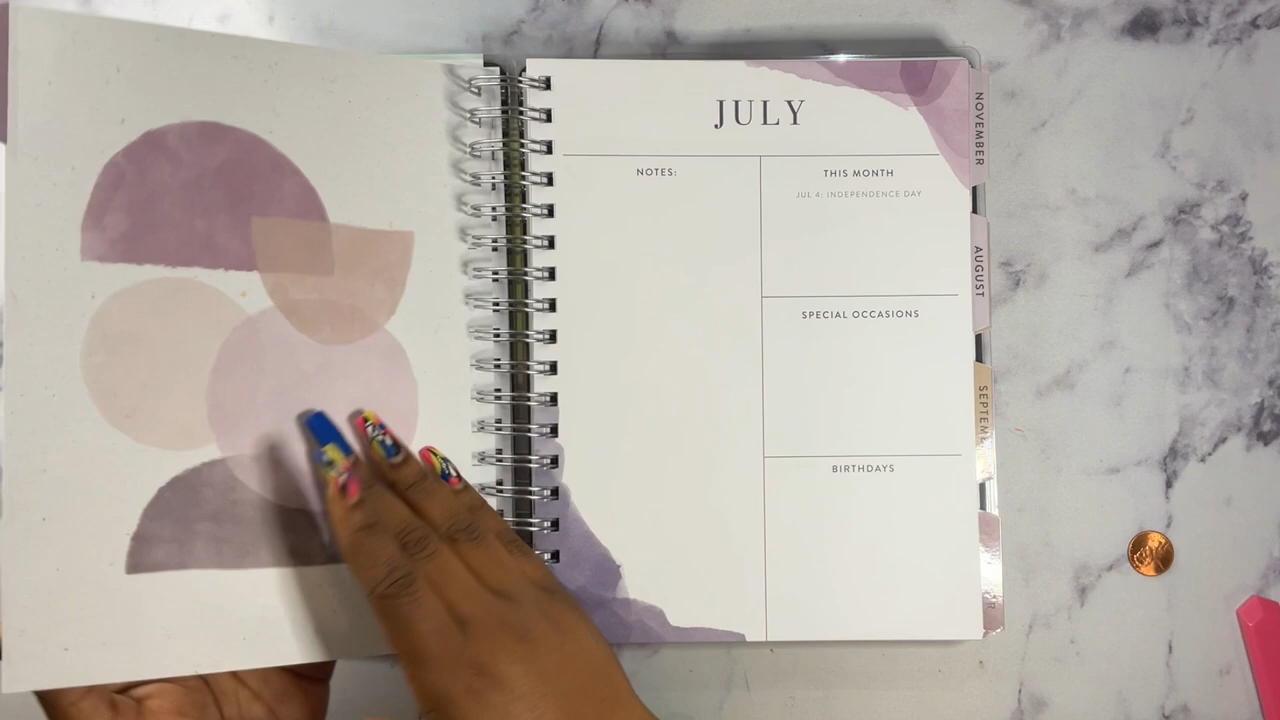 JULY
NOTES:
THIS MONTH
JUL 4: INDEPENDENCE DAY
SPECIAL OCCASIONS
BIRTHDAYS
NOVEMBER
AUGUST
SEPTEM